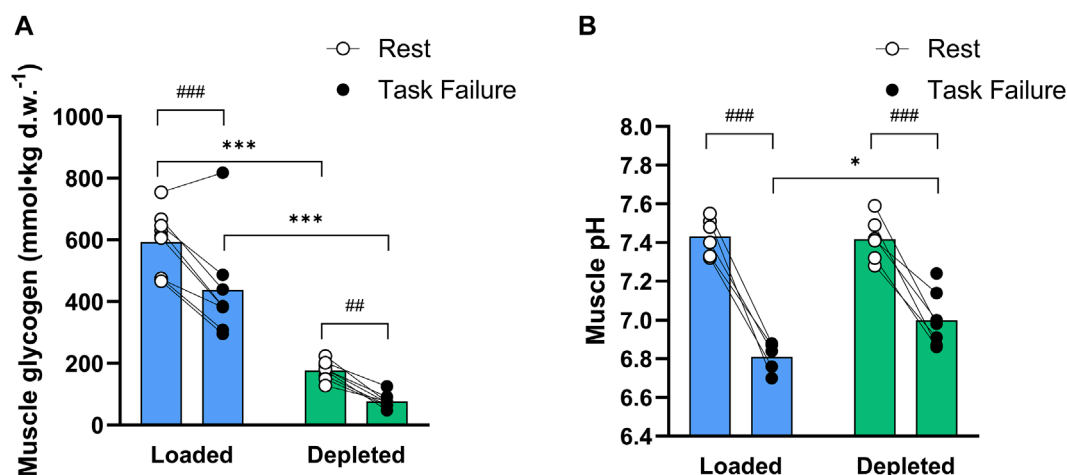 A
Rest
Task Failure
Muscle glycogen (mmol•kg d.w.⁻¹)
1000
800
600
400
200
0
###
***
***
##
Loaded
Depleted
B
Rest
Task Failure
Muscle pH
8.0
7.8
7.6
7.4
7.2
7.0
6.8
6.6
6.4
###
###
*
Loaded
Depleted